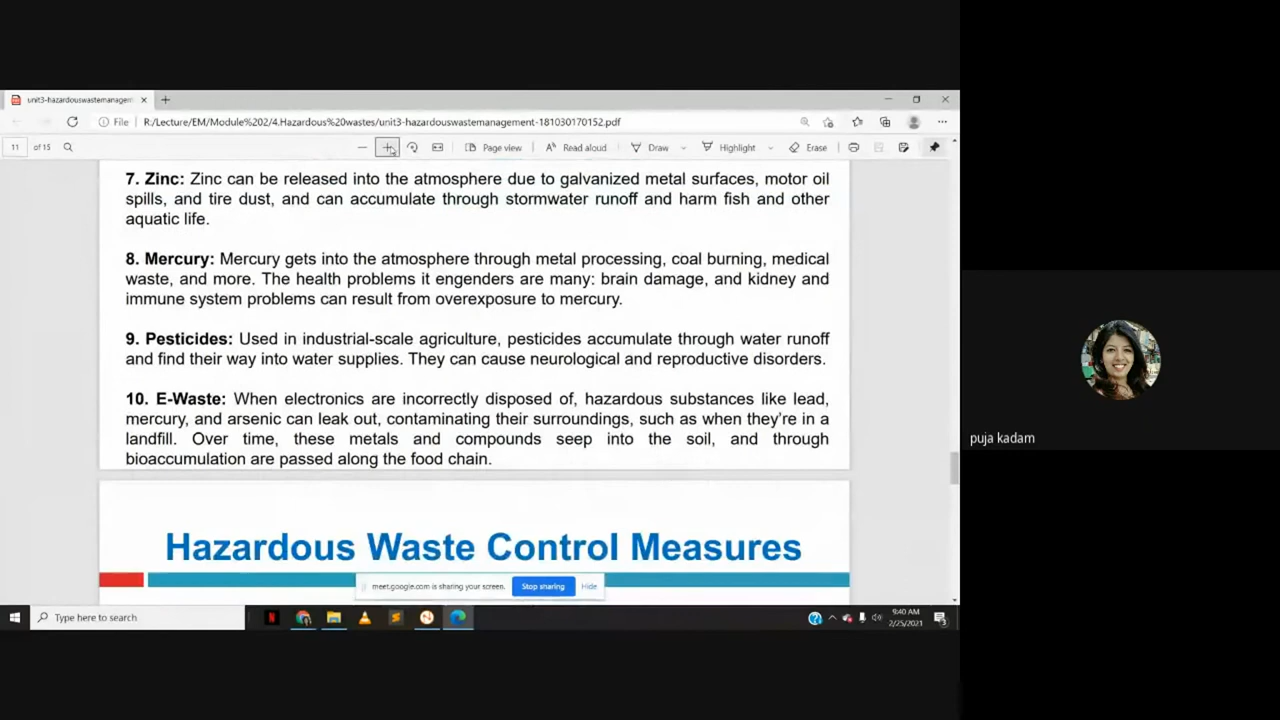 unit3-hazardouswastemanagem
File R:/Lecture/EM/Module%202/4.Hazardous%20wastes/unit3-hazardouswastemanagement-181030170152.pdf
11 of 15 Page view Read aloud Draw Highlight Erase
7. Zinc: Zinc can be released into the atmosphere due to galvanized metal surfaces, motor oil
spills, and tire dust, and can accumulate through stormwater runoff and harm fish and other
aquatic life.
8. Mercury: Mercury gets into the atmosphere through metal processing, coal burning, medical
waste, and more. The health problems it engenders are many: brain damage, and kidney and
immune system problems can result from overexposure to mercury.
9. Pesticides: Used in industrial-scale agriculture, pesticides accumulate through water runoff
and find their way into water supplies. They can cause neurological and reproductive disorders.
10. E-Waste: When electronics are incorrectly disposed of, hazardous substances like lead,
mercury, and arsenic can leak out, contaminating their surroundings, such as when they're in a
landfill. Over time, these metals and compounds seep into the soil, and through
bioaccumulation are passed along the food chain.
Hazardous Waste Control Measures
meet.google.com is sharing your screen. Stop sharing Hide
Type here to search
9:40 AM
2/25/2021
puja kadam